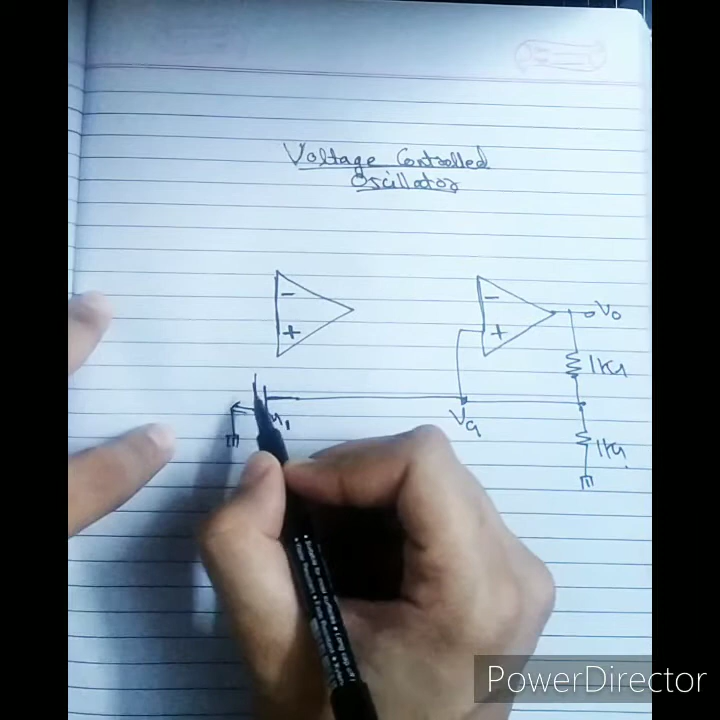 Voltage Controlled
Oscillator
−
−
+
+
Vo
1kΩ
Va
1kΩ
PowerDirector